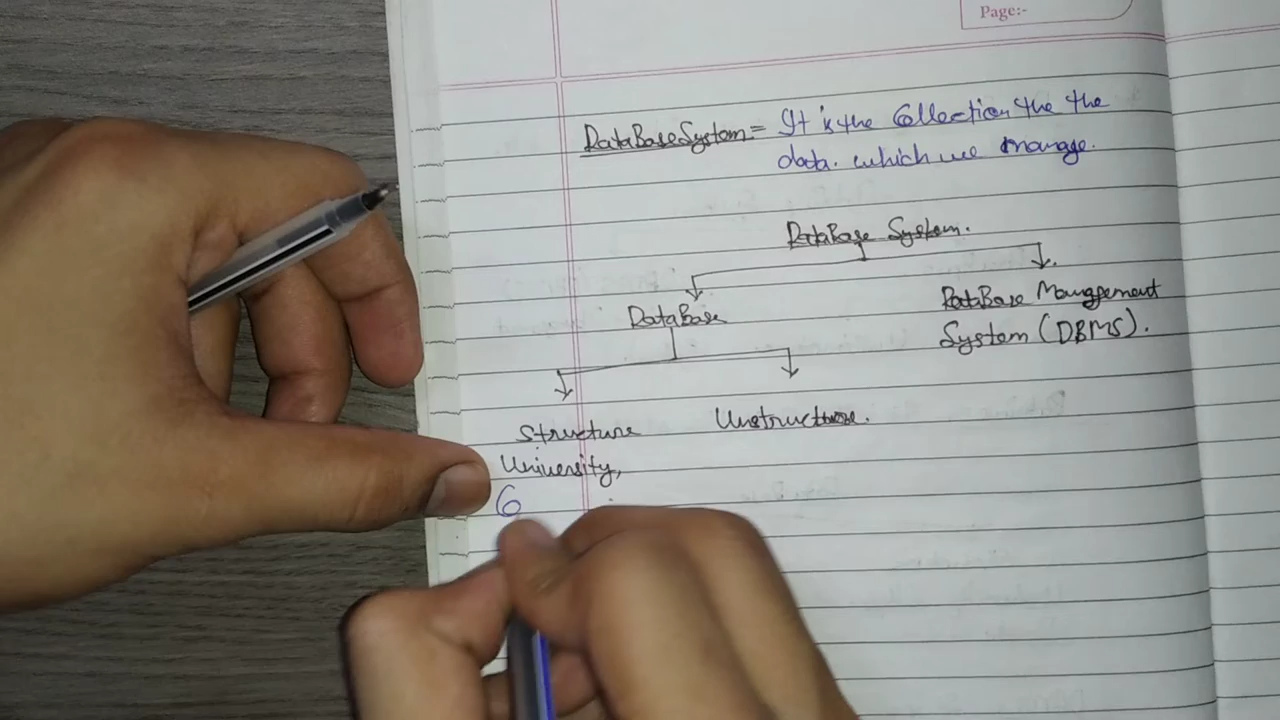 Page:-
DataBaseSystem = It is the Collection the the
data. which we manage.
DataBase System.
DataBase
DataBase Management
System (DBMS).
Structure
Unstructure.
University,
Co